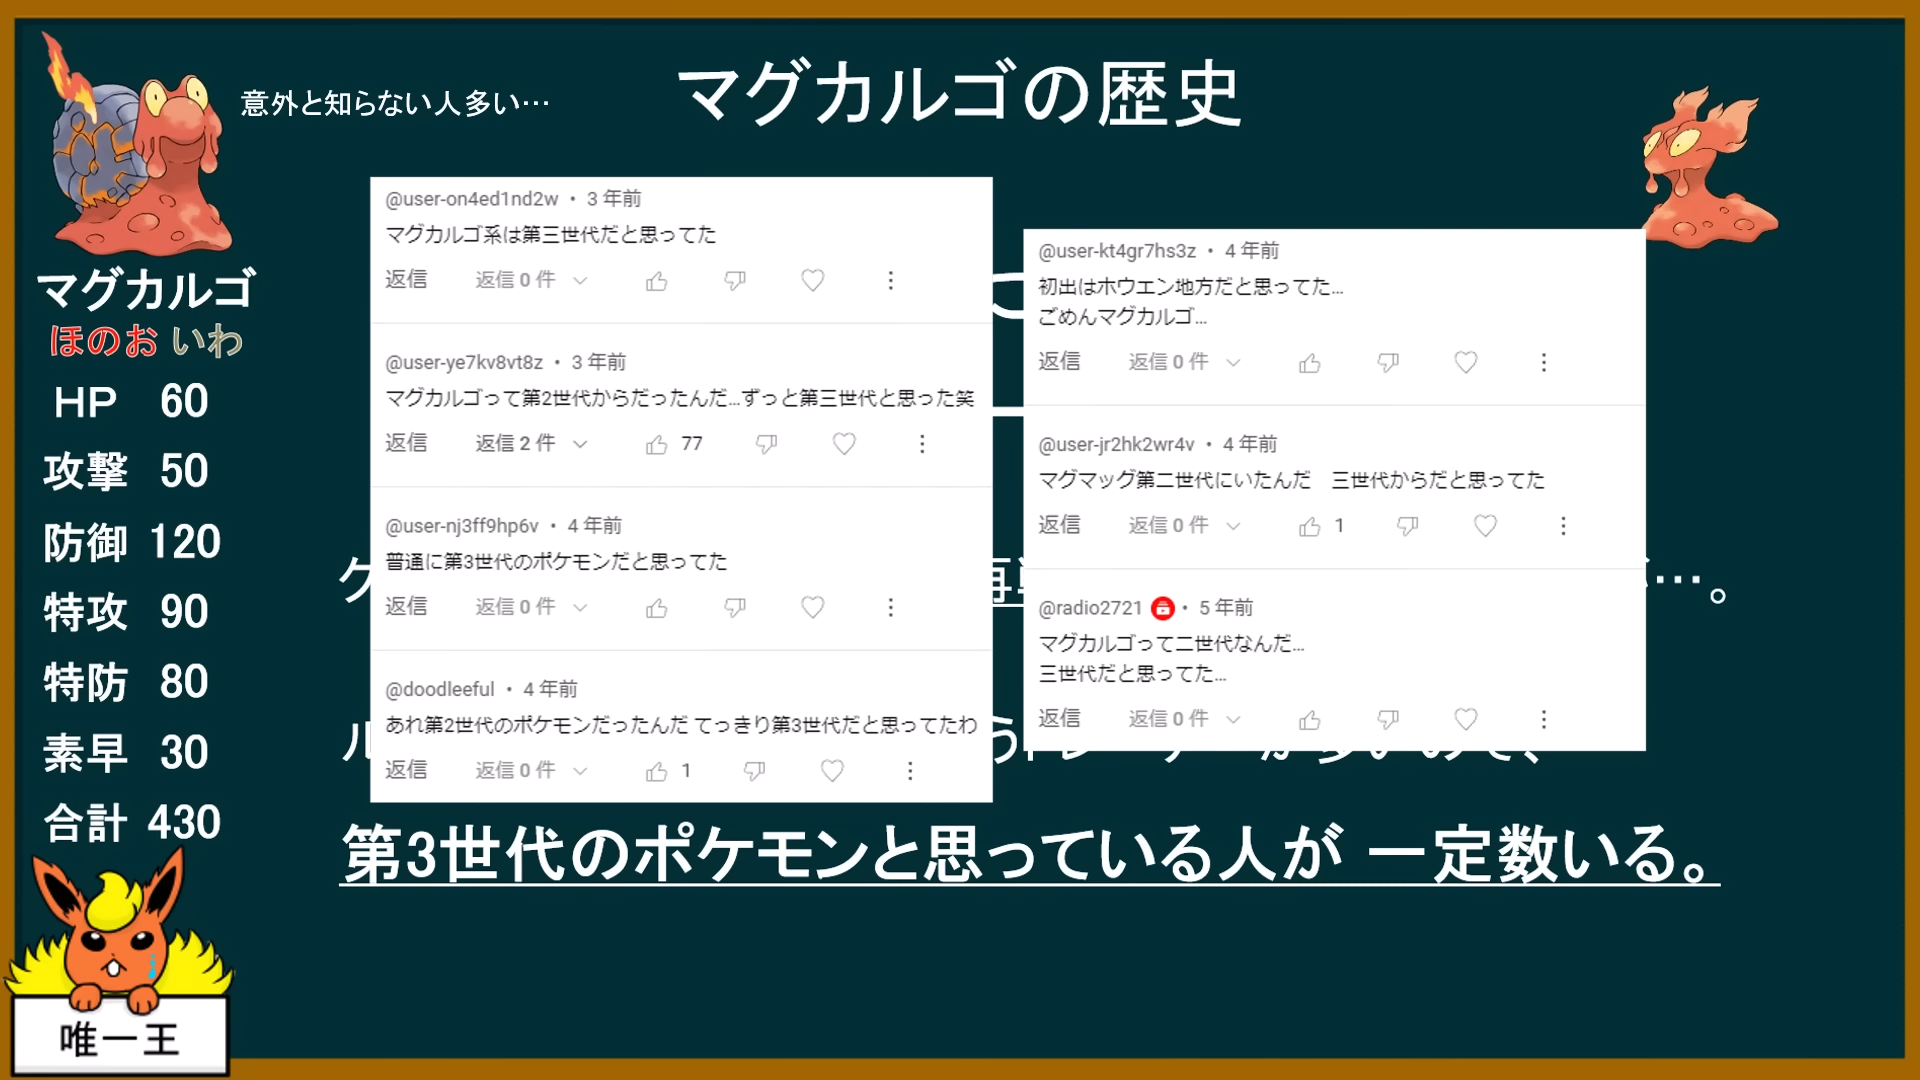 意外と知らない人多い…
マグカルゴの歴史
マグカルゴ
ほのお いわ
HP 60
攻撃 50
防御 120
特攻 90
特防 80
素早 30
合計 430
唯一王
@user-on4ed1nd2w • 3 年前
マグカルゴ系は第三世代だと思ってた
返信 返信 0 件
@user-ye7kv8vt8z • 3 年前
マグカルゴって第2世代からだったんだ...ずっと第三世代と思った笑
返信 返信 2 件 77
@user-nj3ff9hp6v • 4 年前
普通に第3世代のポケモンだと思ってた
返信 返信 0 件
@doodleeful • 4 年前
あれ第2世代のポケモンだったんだ てっきり第3世代だと思ってたわ
返信 返信 0 件 1
@user-kt4gr7hs3z • 4 年前
初出はホウエン地方だと思ってた...
ごめんマグカルゴ...
返信 返信 0 件
@user-jr2hk2wr4v • 4 年前
マグマッグ第二世代にいたんだ　三世代からだと思ってた
返信 返信 0 件 1
@radio2721 • 5 年前
マグカルゴって二世代なんだ...
三世代だと思ってた...
返信 返信 0 件
…。
第3世代のポケモンと思っている人が 一定数いる。